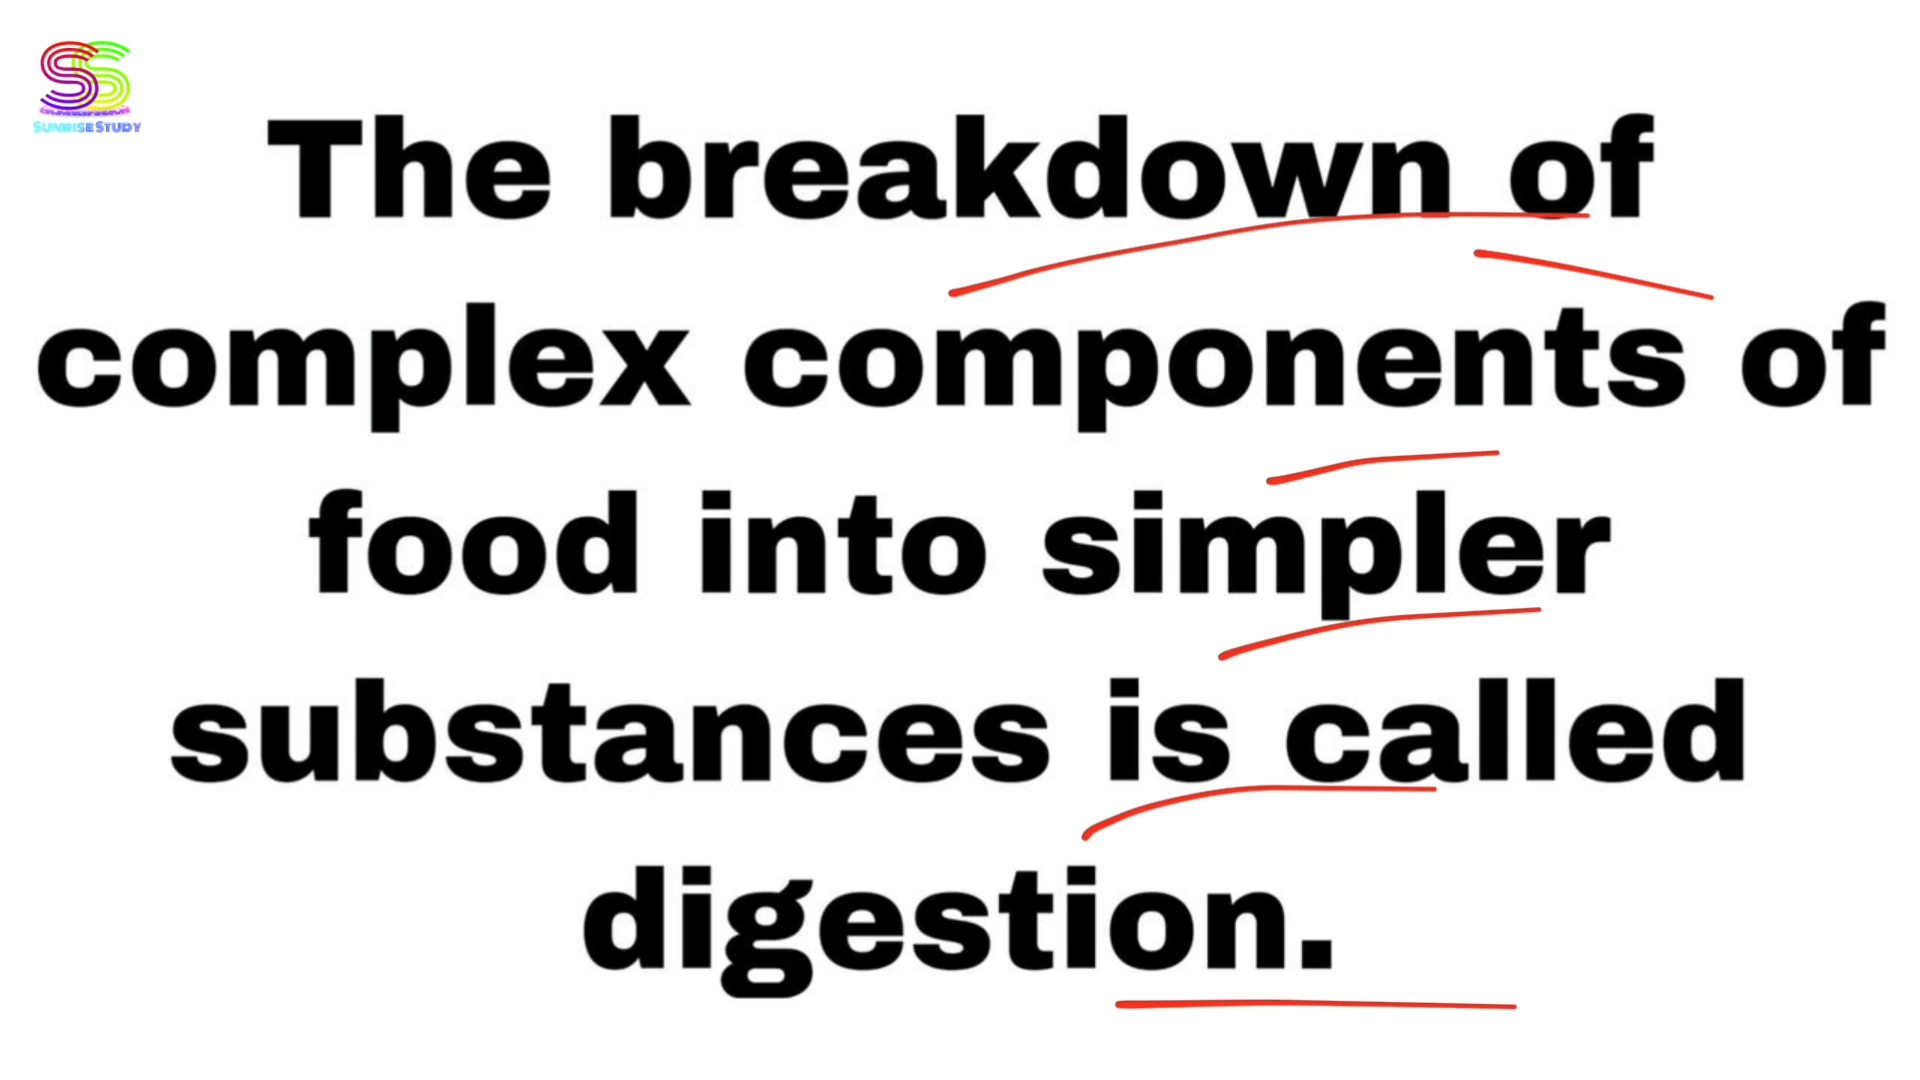 SUNRISESTUDY
The breakdown of
complex components of
food into simpler
substances is called
digestion.